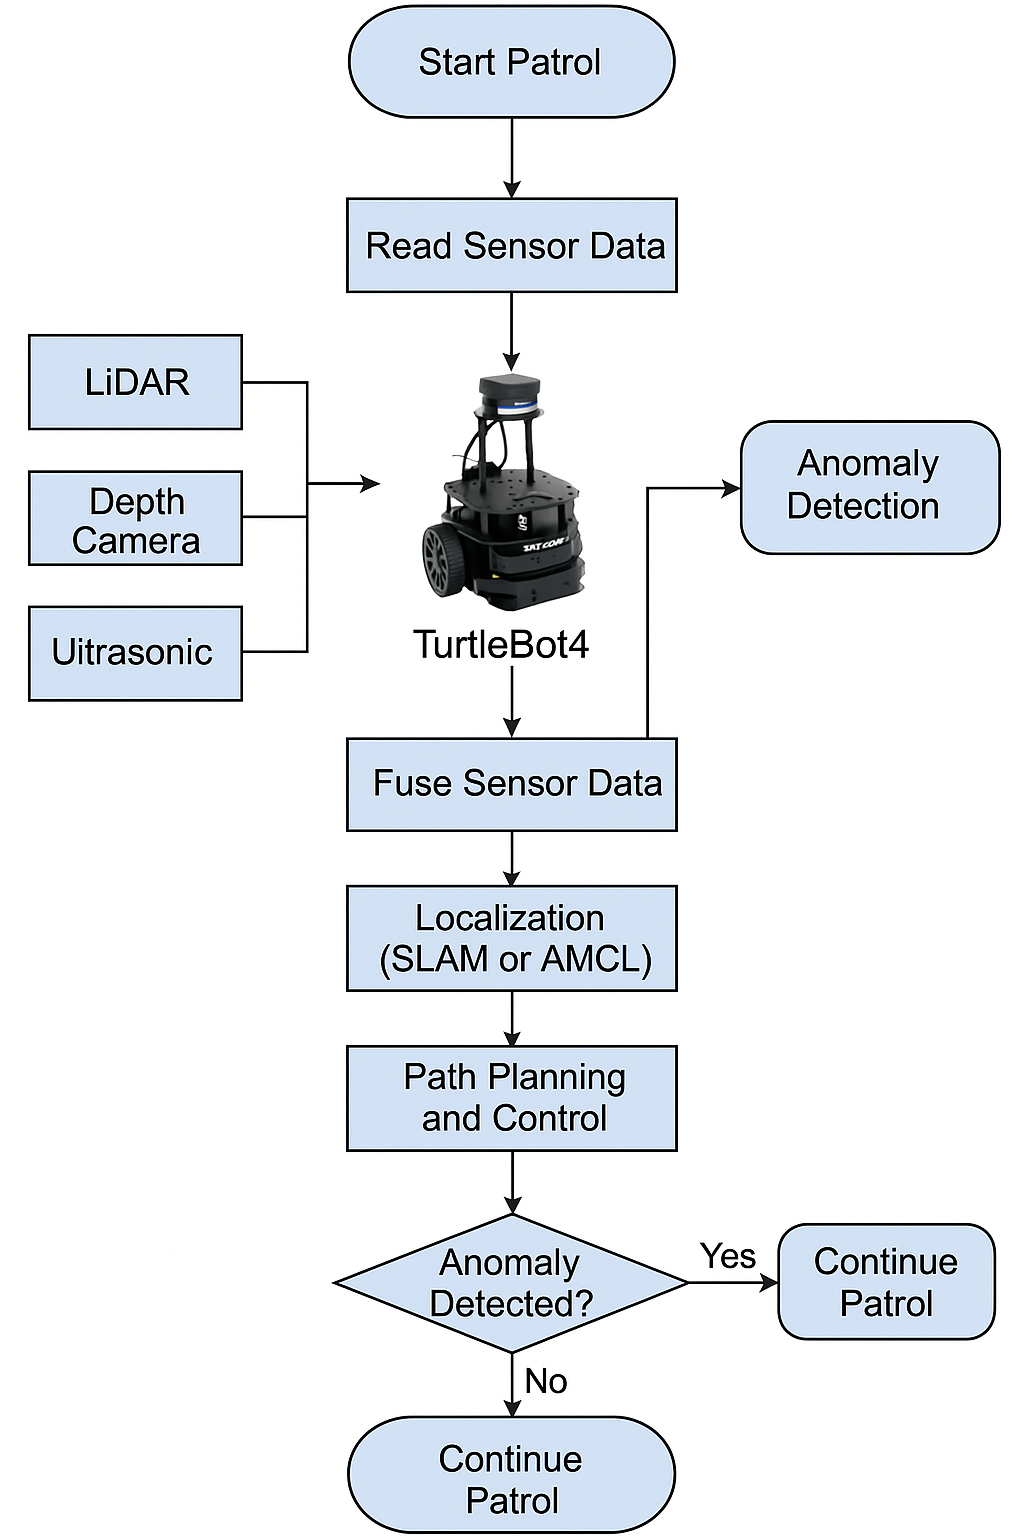 Start Patrol
Read Sensor Data
LiDAR
Depth
Camera
Uitrasonic
Anomaly
Detection
TurtleBot4
Fuse Sensor Data
Localization
(SLAM or AMCL)
Path Planning
and Control
Anomaly
Detected?
Yes
Continue
Patrol
No
Continue
Patrol